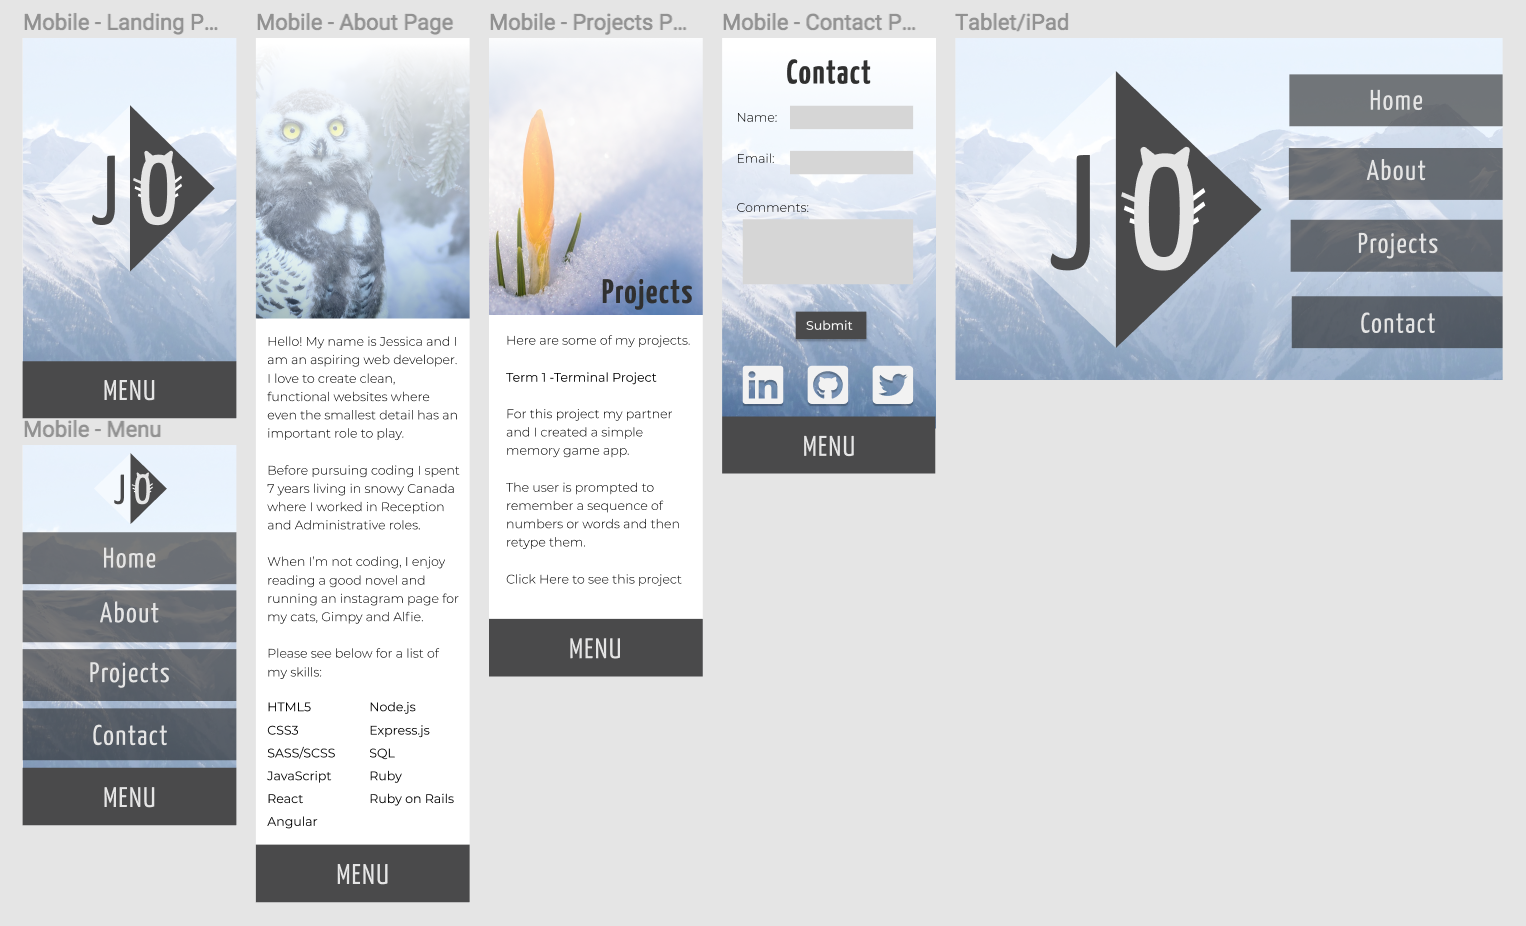 Mobile - Landing P...
JO
MENU
Mobile - Menu
JO
Home
About
Projects
Contact
MENU
Mobile - About Page
Hello! My name is Jessica and I
am an aspiring web developer.
I love to create clean,
functional websites where
even the smallest detail has an
important role to play.
Before pursuing coding I spent
7 years living in snowy Canada
where I worked in Reception
and Administrative roles.
When I'm not coding, I enjoy
reading a good novel and
running an instagram page for
my cats, Gimpy and Alfie.
Please see below for a list of
my skills:
HTML5 Node.js
CSS3 Express.js
SASS/SCSS SQL
JavaScript Ruby
React Ruby on Rails
Angular
MENU
Mobile - Projects P...
Projects
Here are some of my projects.
Term 1 -Terminal Project
For this project my partner
and I created a simple
memory game app.
The user is prompted to
remember a sequence of
numbers or words and then
retype them.
Click Here to see this project
MENU
Mobile - Contact P...
Contact
Name:
Email:
Comments:
Submit
in
MENU
Tablet/iPad
JO
Home
About
Projects
Contact